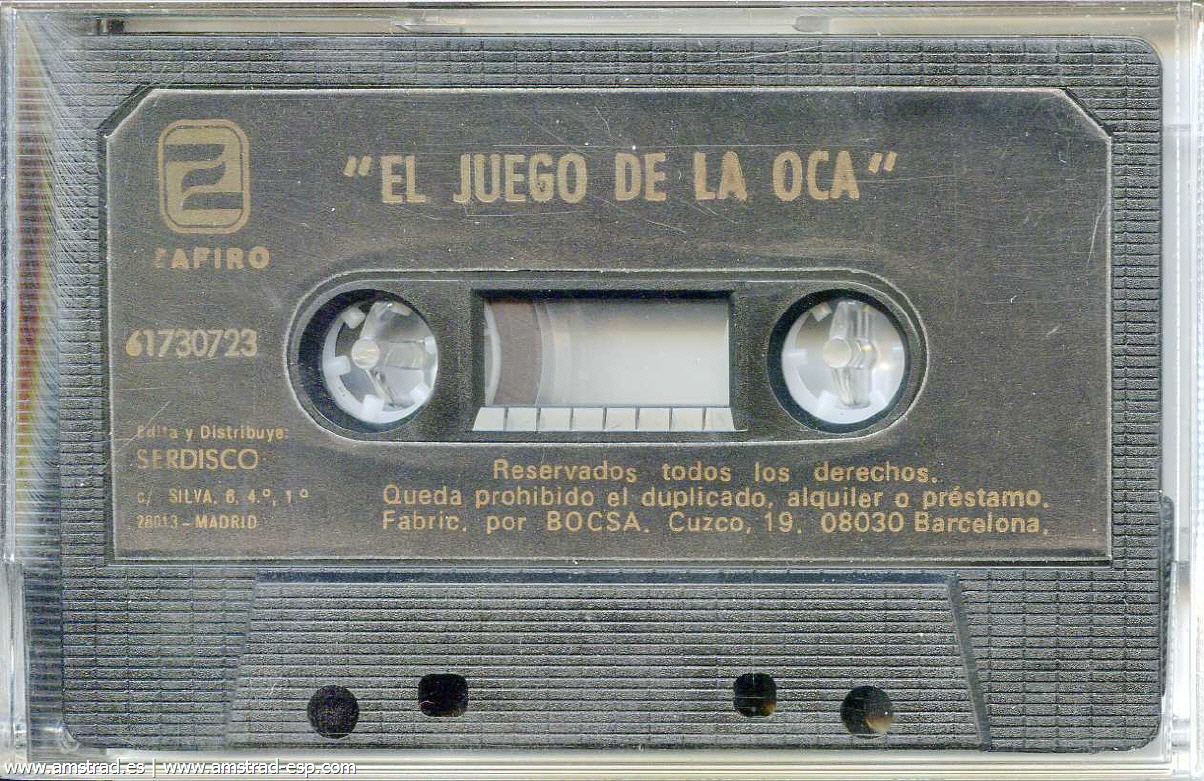 "EL JUEGO DE LA OCA"
ZAFIRO
61730723
Edita y Distribuye:
SERDISCO
C/ SILVA, 6, 4.º, 1º
28013 - MADRID
Reservados todos los derechos.
Queda prohibido el duplicado, alquiler o préstamo.
Fabric. por BOCSA. Cuzco, 19. 08030 Barcelona.
www.amstrad.es | www.amstrad-esp.com